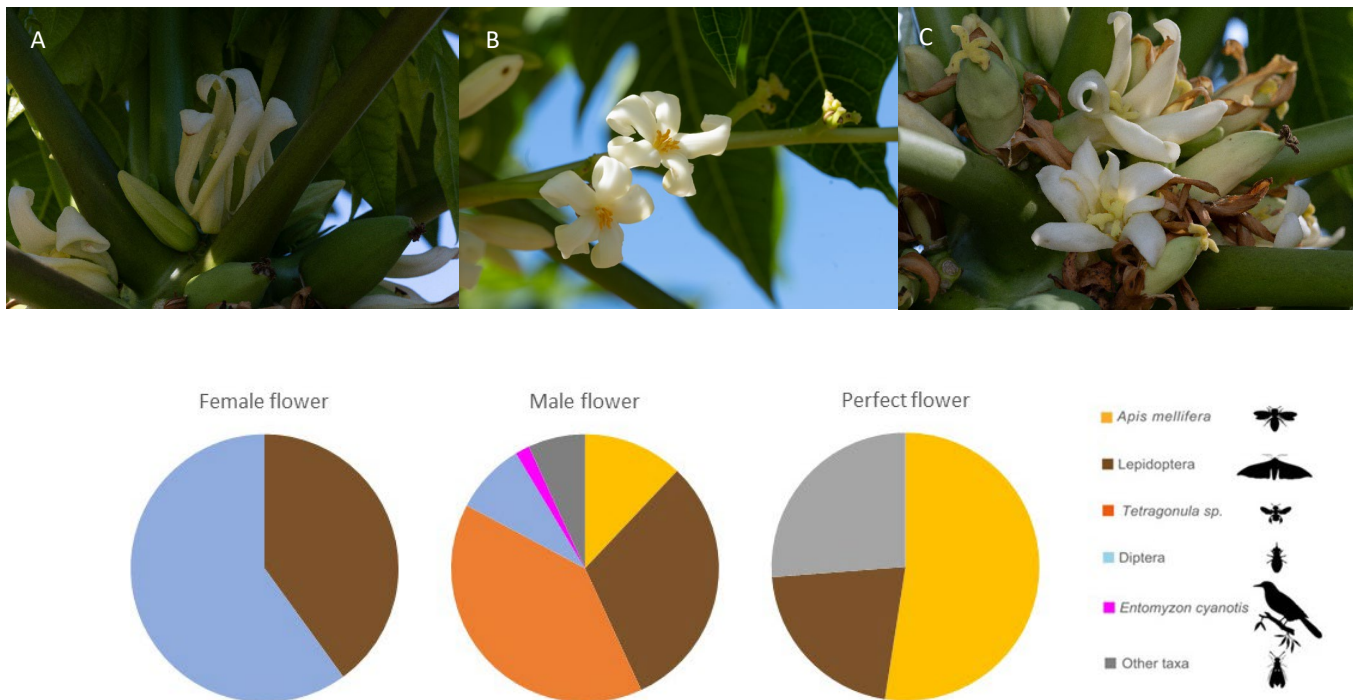 A
B
C
Female flower
Male flower
Perfect flower
Apis mellifera
Lepidoptera
Tetragonula sp.
Diptera
Entomyzon cyanotis
Other taxa